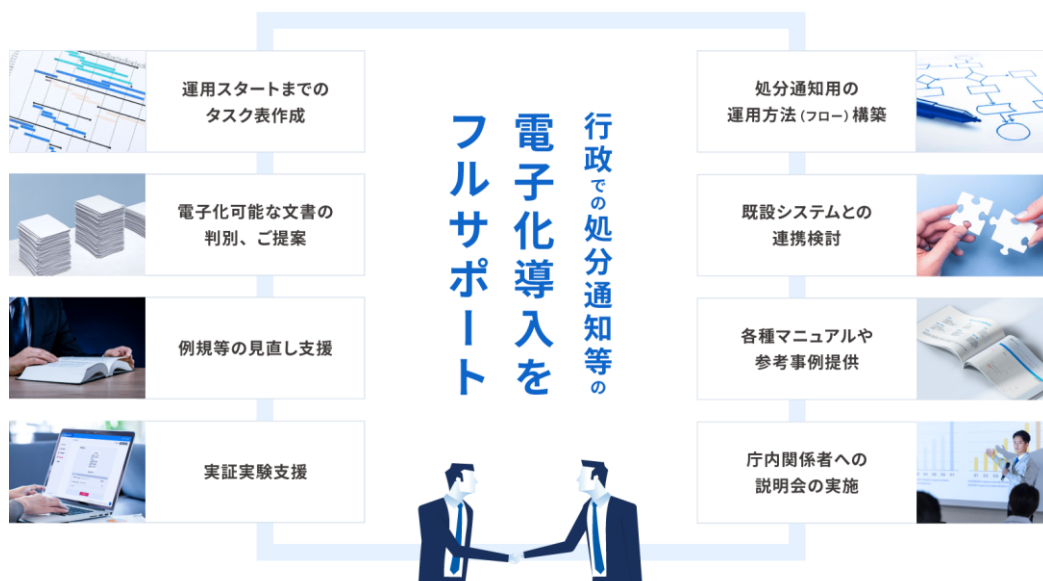 行政での処分通知等の
電子化導入を
フルサポート
運用スタートまでの
タスク表作成
電子化可能な文書の
判別、ご提案
例規等の見直し支援
実証実験支援
処分通知用の
運用方法(フロー)構築
既設システムとの
連携検討
各種マニュアルや
参考事例提供
庁内関係者への
説明会の実施